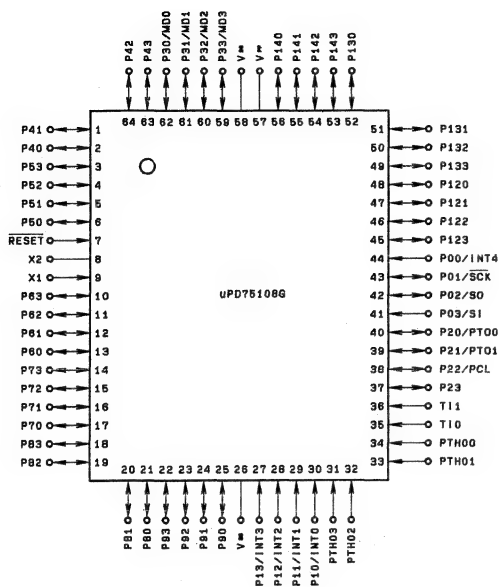 P42
P43
P30/MD0
P31/MD1
P32/MD2
P33/MD3
P140
P141
P142
P143
P130
64 63 62 61 60 59 58 57 56 55 54 53 52
P41 1
P40 2
P53 3
P52 4
P51 5
P50 6
RESET 7
X2 8
X1 9
P63 10
P62 11
P61 12
P60 13
P73 14
P72 15
P71 16
P70 17
P83 18
P82 19
uPD75108G
51 P131
50 P132
49 P133
48 P120
47 P121
46 P122
45 P123
44 P00/INT4
43 P01/SCK
42 P02/SO
41 P03/SI
40 P20/PTO0
39 P21/PTO1
38 P22/PCL
37 P23
36 TI1
35 TI0
34 PTH00
33 PTH01
20 21 22 23 24 25 26 27 28 29 30 31 32
P81
P80
P93
P92
P91
P90
P13/INT3
P12/INT2
P11/INT1
P10/INT0
PTH03
PTH02